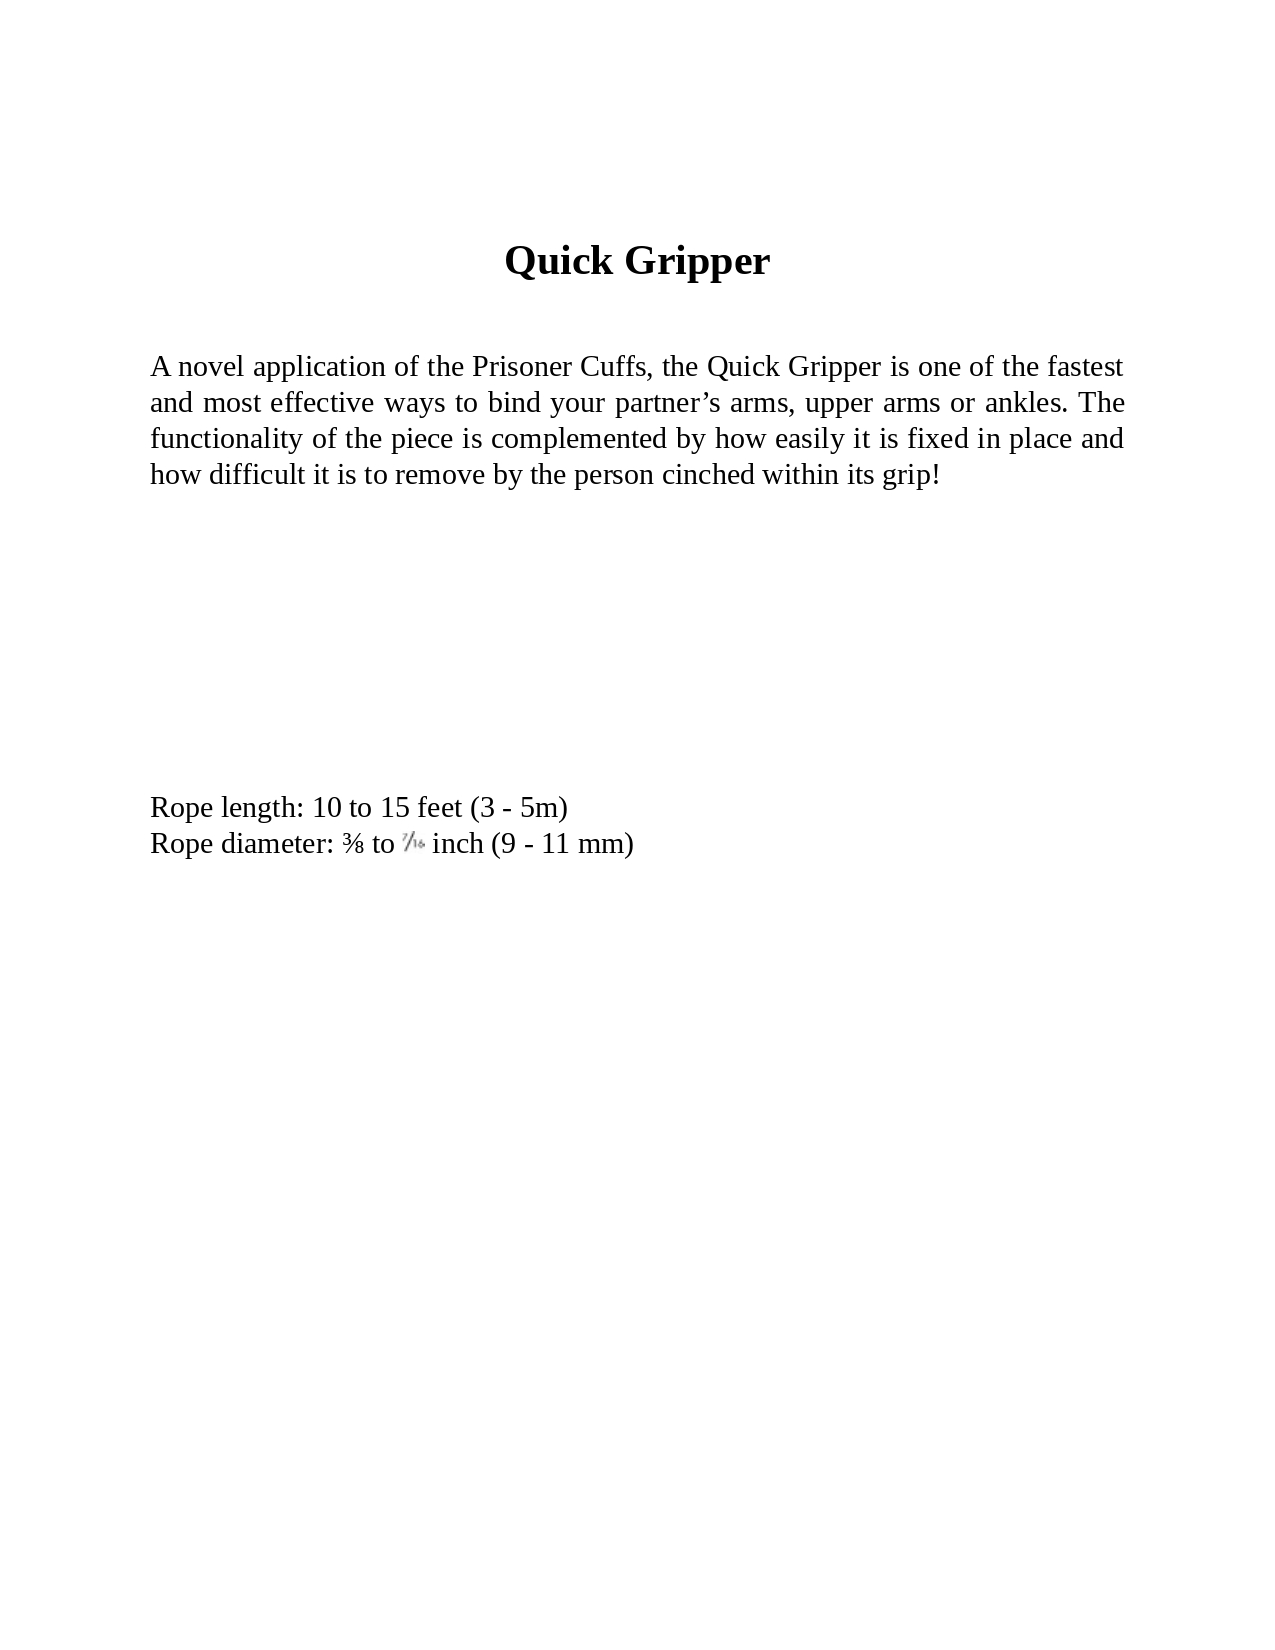 Quick Gripper
A novel application of the Prisoner Cuffs, the Quick Gripper is one of the fastest
and most effective ways to bind your partner’s arms, upper arms or ankles. The
functionality of the piece is complemented by how easily it is fixed in place and
how difficult it is to remove by the person cinched within its grip!
Rope length: 10 to 15 feet (3 - 5m)
Rope diameter: ⅜ to 7/16 inch (9 - 11 mm)